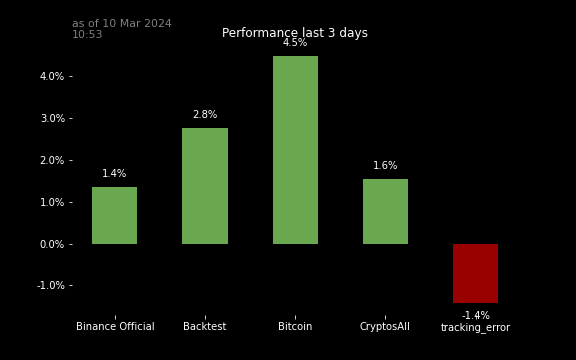 as of 10 Mar 2024
10:53
Performance last 3 days
4.5%
4.0%
3.0%
2.8%
2.0%
1.6%
1.4%
1.0%
0.0%
-1.0%
-1.4%
Binance Official
Backtest
Bitcoin
CryptosAll
tracking_error